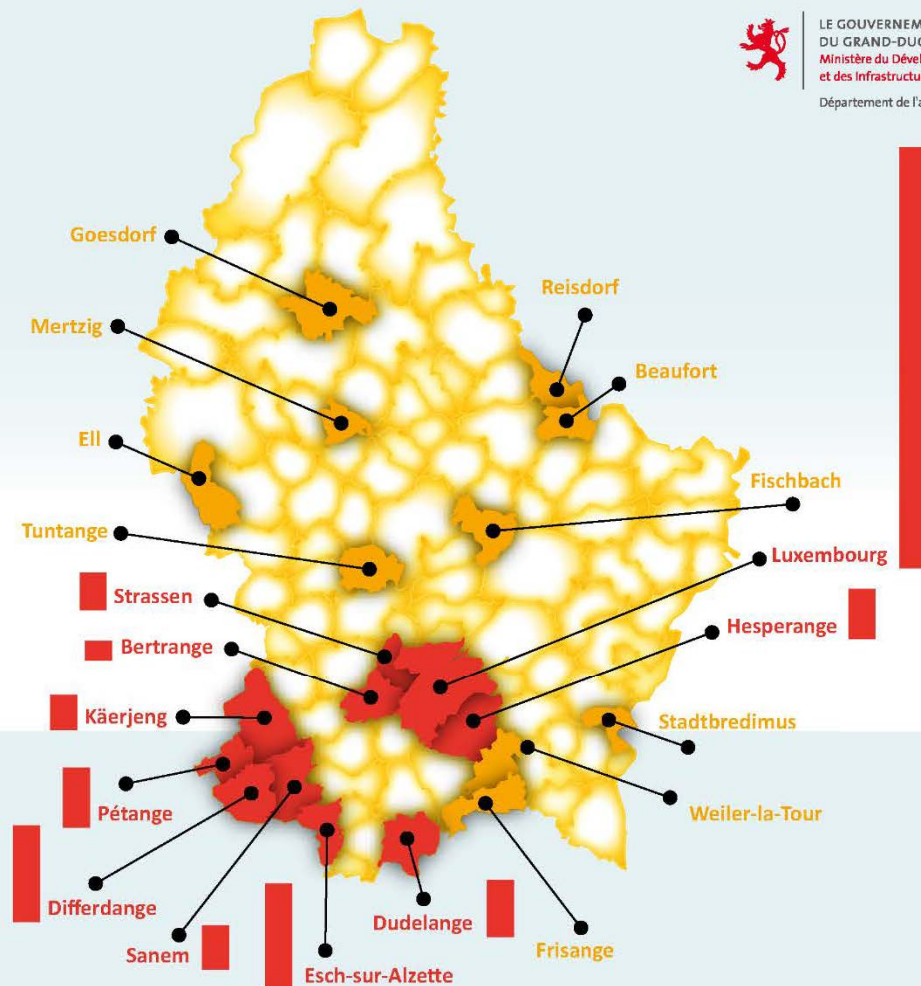 LE GOUVERNEM
DU GRAND-DUC
Ministère du Dével
et des Infrastructu
Département de l'a
Goesdorf
Reisdorf
Mertzig
Beaufort
Ell
Fischbach
Tuntange
Luxembourg
Strassen
Hesperange
Bertrange
Käerjeng
Stadtbredimus
Pétange
Weiler-la-Tour
Differdange
Dudelange
Sanem
Frisange
Esch-sur-Alzette